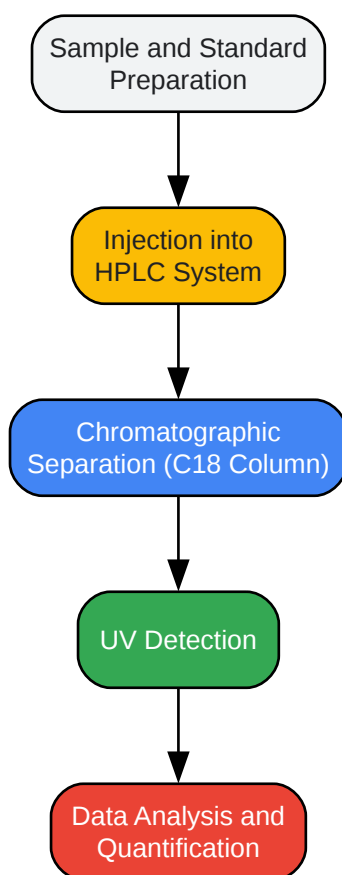 Sample and Standard
Preparation
Injection into
HPLC System
Chromatographic
Separation (C18 Column)
UV Detection
Data Analysis and
Quantification